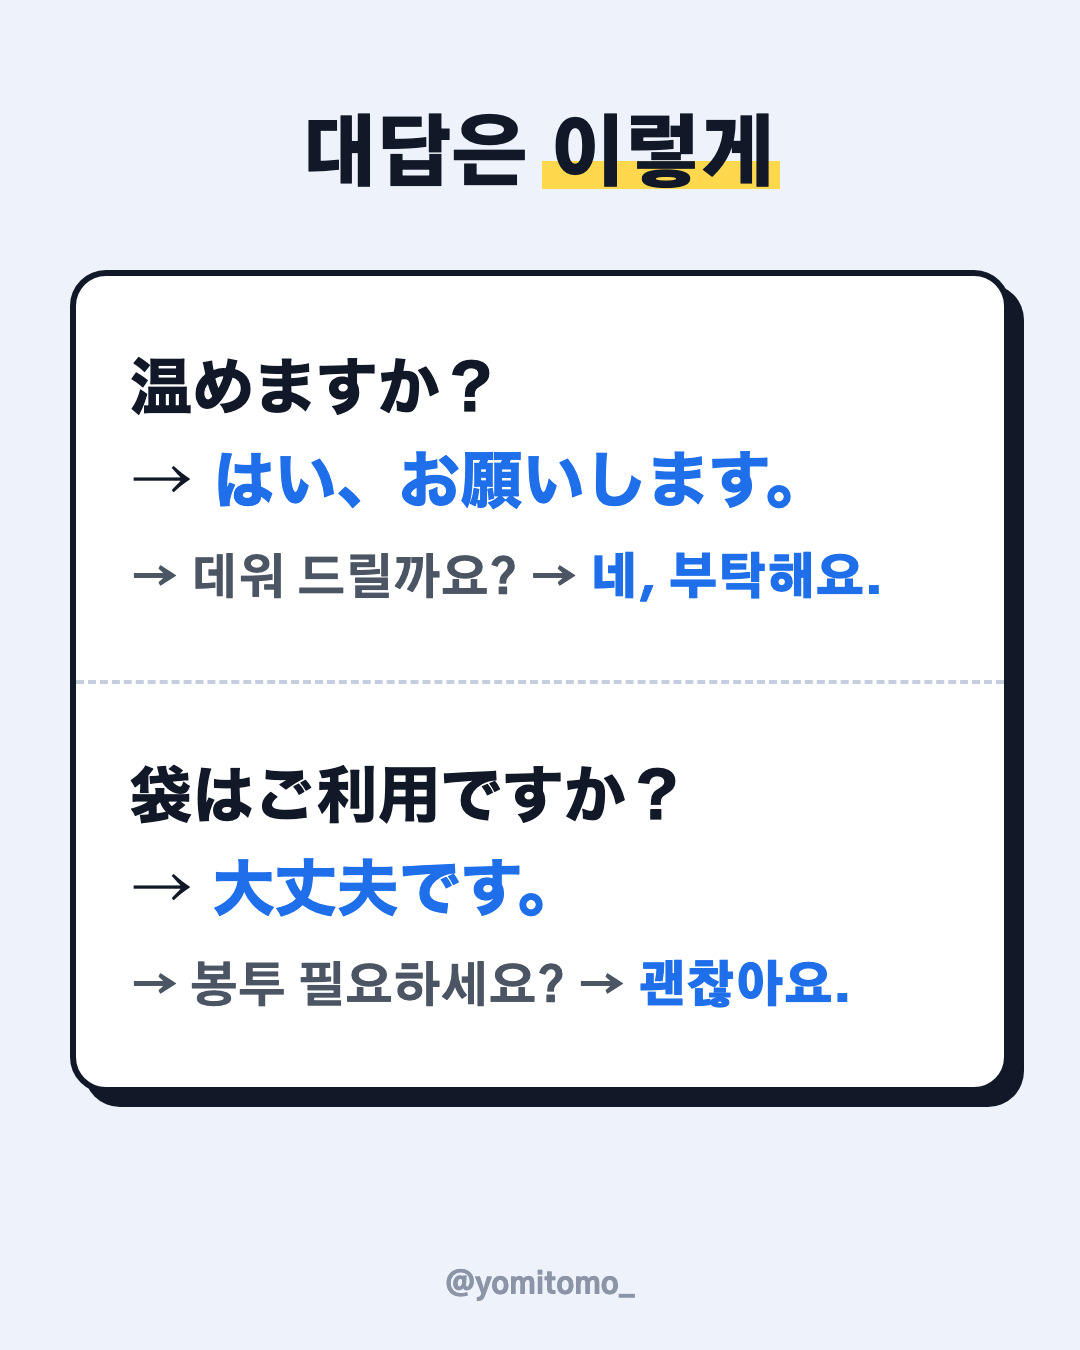 대답은 이렇게
温めますか？
→ はい、お願いします。
→ 데워 드릴까요? → 네, 부탁해요.
袋はご利用ですか？
→ 大丈夫です。
→ 봉투 필요하세요? → 괜찮아요.
@yomitomo_